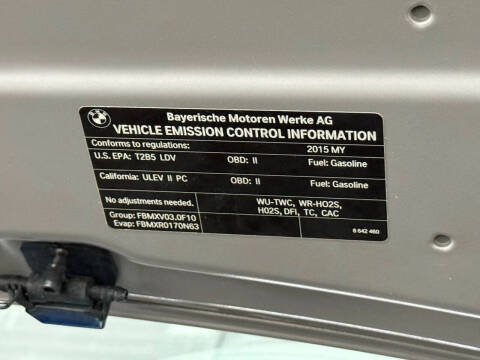 BMW
Bayerische Motoren Werke AG
VEHICLE EMISSION CONTROL INFORMATION
Conforms to regulations: 2015 MY
U.S. EPA: T2B5 LDV OBD: II Fuel: Gasoline
California: ULEV II PC OBD: II Fuel: Gasoline
No adjustments needed. WU-TWC, WR-HO2S,
HO2S, DFI, TC, CAC
Group: FBMXV03.0F10
Evap: FBMXR0170N63
8 642 460